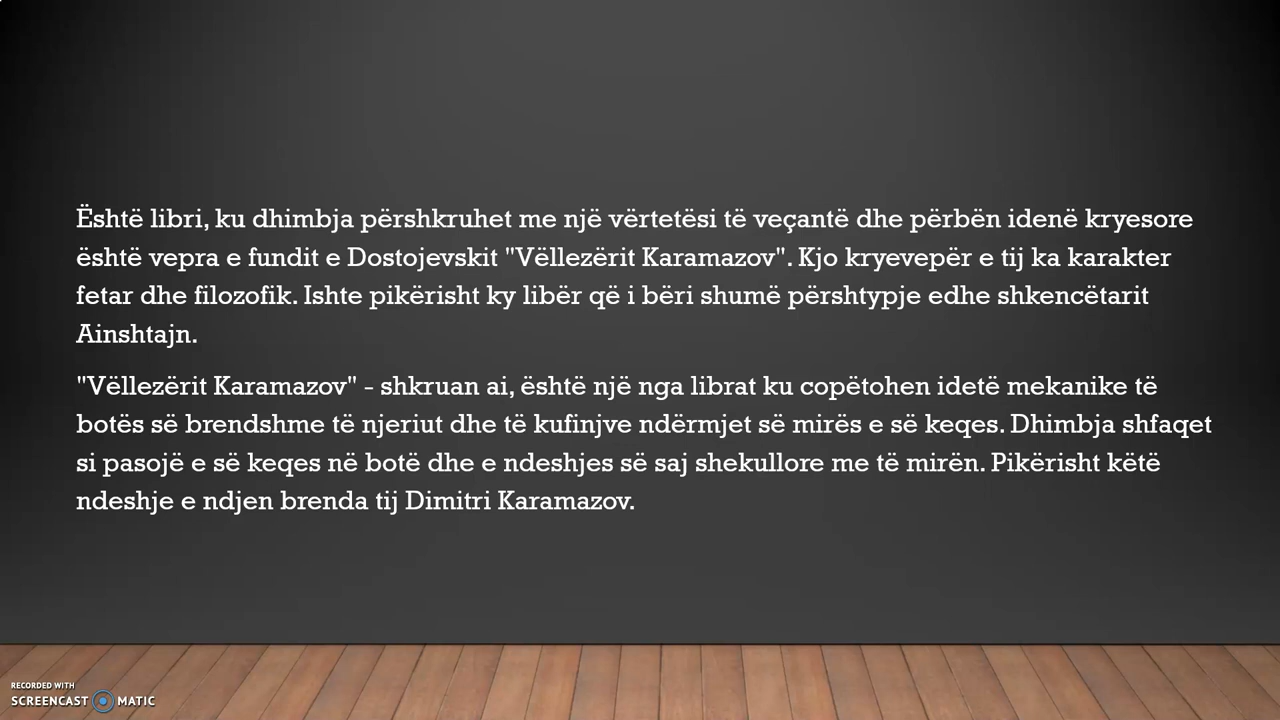 Është libri, ku dhimbja përshkruhet me një vërtetësi të veçantë dhe përbën idenë kryesore
është vepra e fundit e Dostojevskit "Vëllezërit Karamazov". Kjo kryevepër e tij ka karakter
fetar dhe filozofik. Ishte pikërisht ky libër që i bëri shumë përshtypje edhe shkencëtarit
Ainshtajn.
"Vëllezërit Karamazov" - shkruan ai, është një nga librat ku copëtohen idetë mekanike të
botës së brendshme të njeriut dhe të kufinjve ndërmjet së mirës e së keqes. Dhimbja shfaqet
si pasojë e së keqes në botë dhe e ndeshjes së saj shekullore me të mirën. Pikërisht këtë
ndeshje e ndjen brenda tij Dimitri Karamazov.
RECORDED WITH
SCREENCAST MATIC